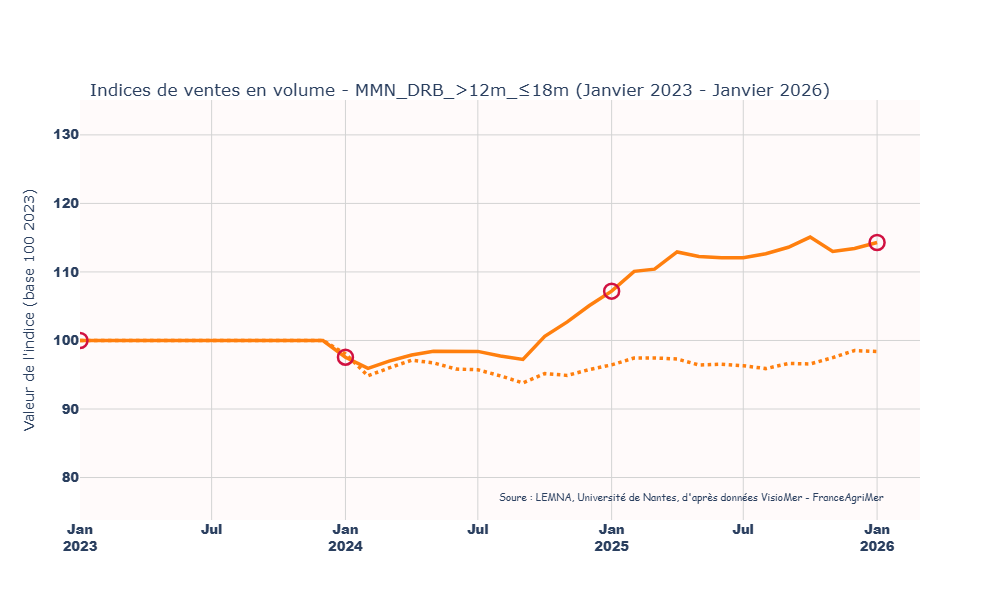 Indices de ventes en volume - MMN_DRB_>12m_≤18m (Janvier 2023 - Janvier 2026)
Valeur de l'indice (base 100 2023)
130
120
110
100
90
80
Soure : LEMNA, Université de Nantes, d'après données VisioMer - FranceAgriMer
Jan Jul Jan Jul Jan Jul Jan
2023 2024 2025 2026